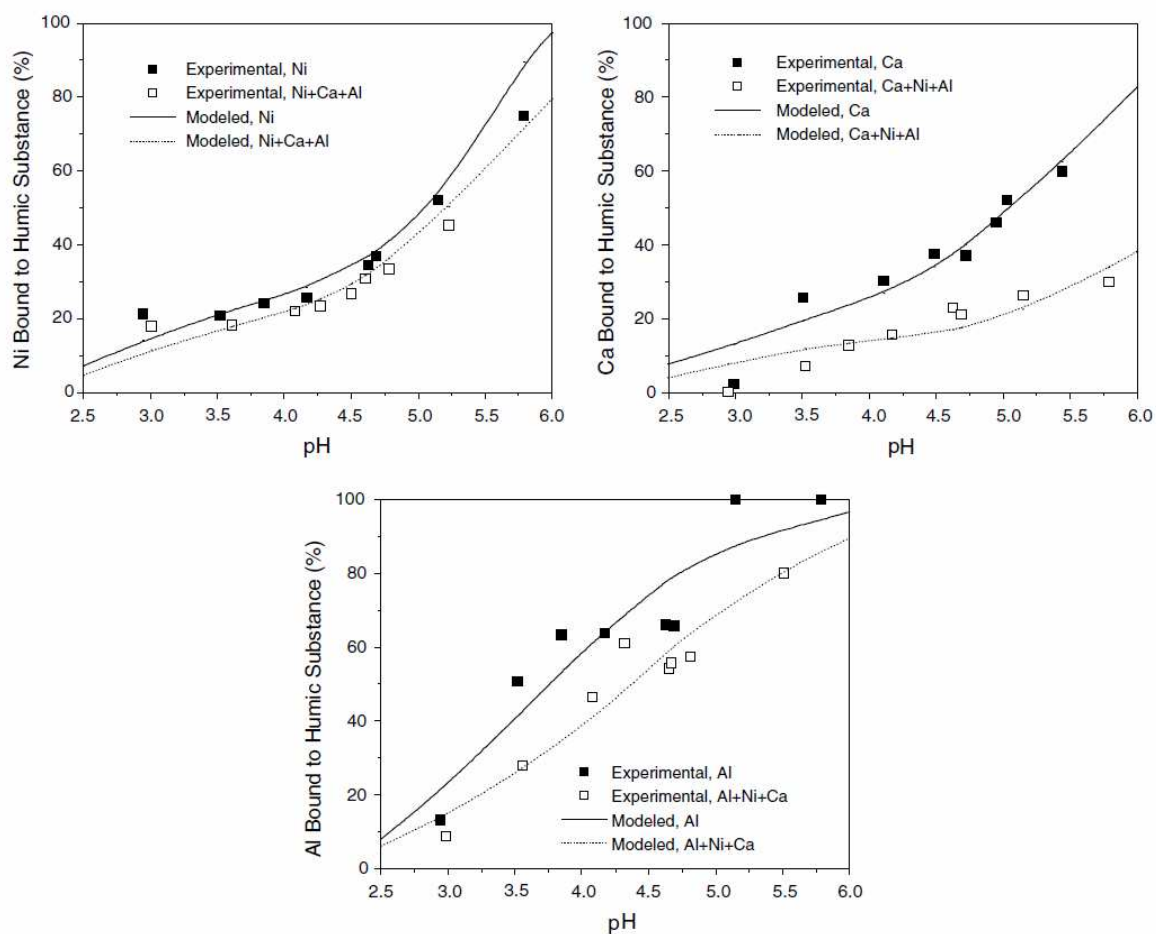 Ni Bound to Humic Substance (%)
100
80
60
40
20
0
Experimental, Ni
Experimental, Ni+Ca+Al
Modeled, Ni
Modeled, Ni+Ca+Al
2.5 3.0 3.5 4.0 4.5 5.0 5.5 6.0
pH
Ca Bound to Humic Substance (%)
100
80
60
40
20
0
Experimental, Ca
Experimental, Ca+Ni+Al
Modeled, Ca
Modeled, Ca+Ni+Al
2.5 3.0 3.5 4.0 4.5 5.0 5.5 6.0
pH
Al Bound to Humic Substance (%)
100
80
60
40
20
0
Experimental, Al
Experimental, Al+Ni+Ca
Modeled, Al
Modeled, Al+Ni+Ca
2.5 3.0 3.5 4.0 4.5 5.0 5.5 6.0
pH